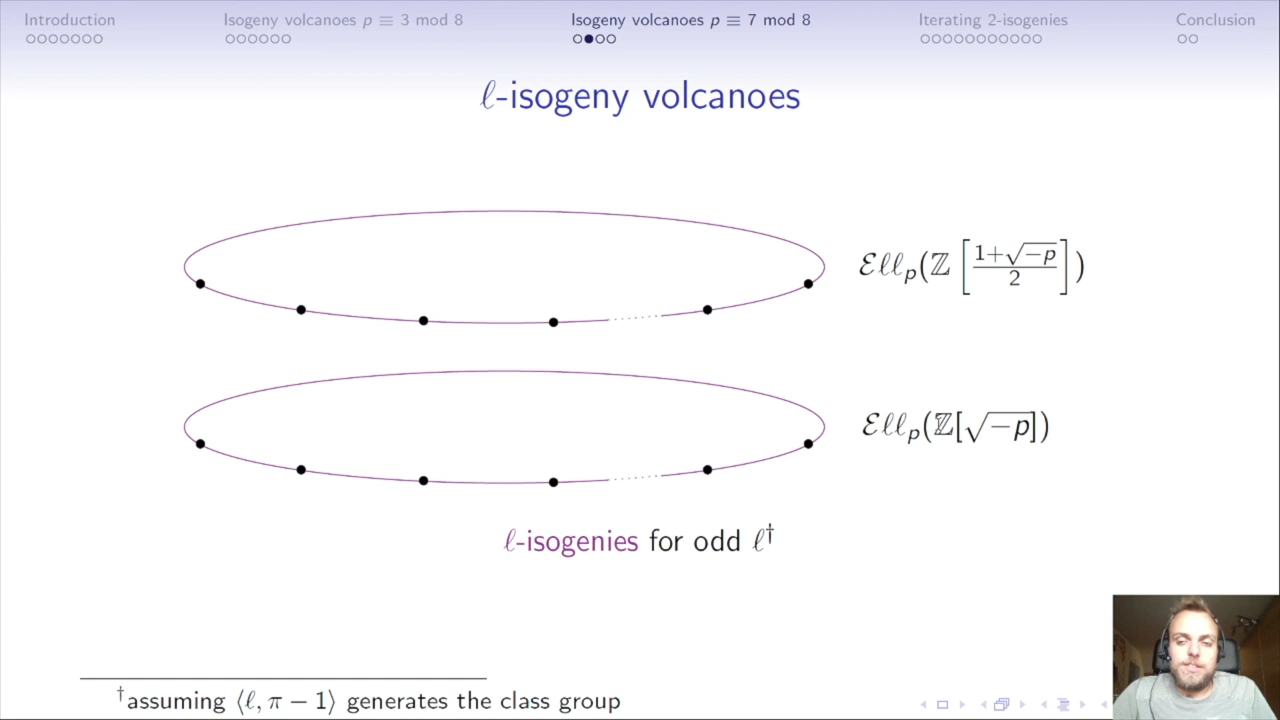 Introduction
Isogeny volcanoes p ≡ 3 mod 8
Isogeny volcanoes p ≡ 7 mod 8
Iterating 2-isogenies
Conclusion
ℓ-isogeny volcanoes
ℰℓℓ_p(ℤ[(1+√−p)/2])
ℰℓℓ_p(ℤ[√−p])
ℓ-isogenies for odd ℓ†
†assuming ⟨ℓ, π − 1⟩ generates the class group